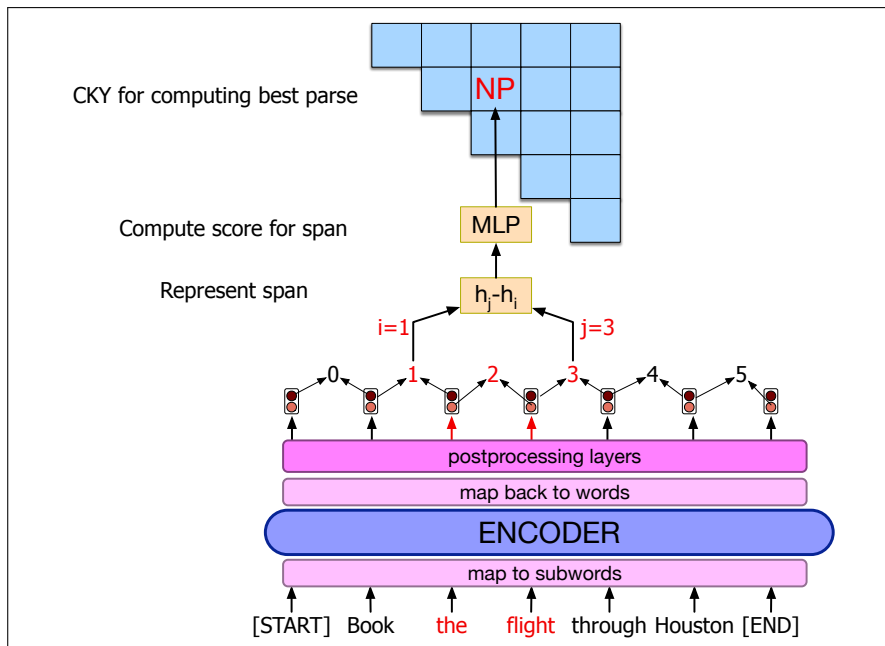 CKY for computing best parse
NP
Compute score for span
MLP
Represent span
hj-hi
i=1
j=3
0 1 2 3 4 5
postprocessing layers
map back to words
ENCODER
map to subwords
[START] Book the flight through Houston [END]